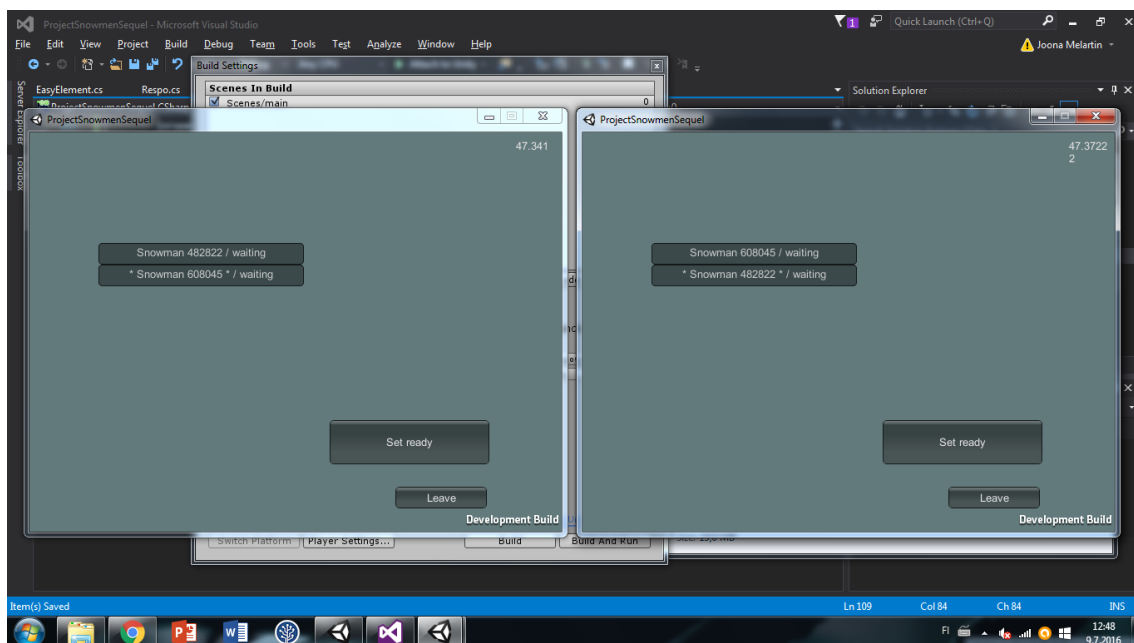 ProjectSnowmenSequel - Microsoft Visual Studio
1
Quick Launch (Ctrl+Q)
File Edit View Project Build Debug Team Tools Test Analyze Window Help
Joona Melartin
Build Settings
EasyElement.cs Respo.cs
Scenes In Build
Solution Explorer
Scenes/main 0
Server Explorer
Toolbox
ProjectSnowmenSequel
47.341
Snowman 482822 / waiting
* Snowman 608045 * / waiting
Set ready
Leave
Development Build
ProjectSnowmenSequel
47.3722
2
Snowman 608045 / waiting
* Snowman 482822 * / waiting
Set ready
Leave
Development Build
Switch Platform Player Settings... Build Build And Run
Item(s) Saved Ln 109 Col 84 Ch 84 INS
FI 12:48
9.7.2016